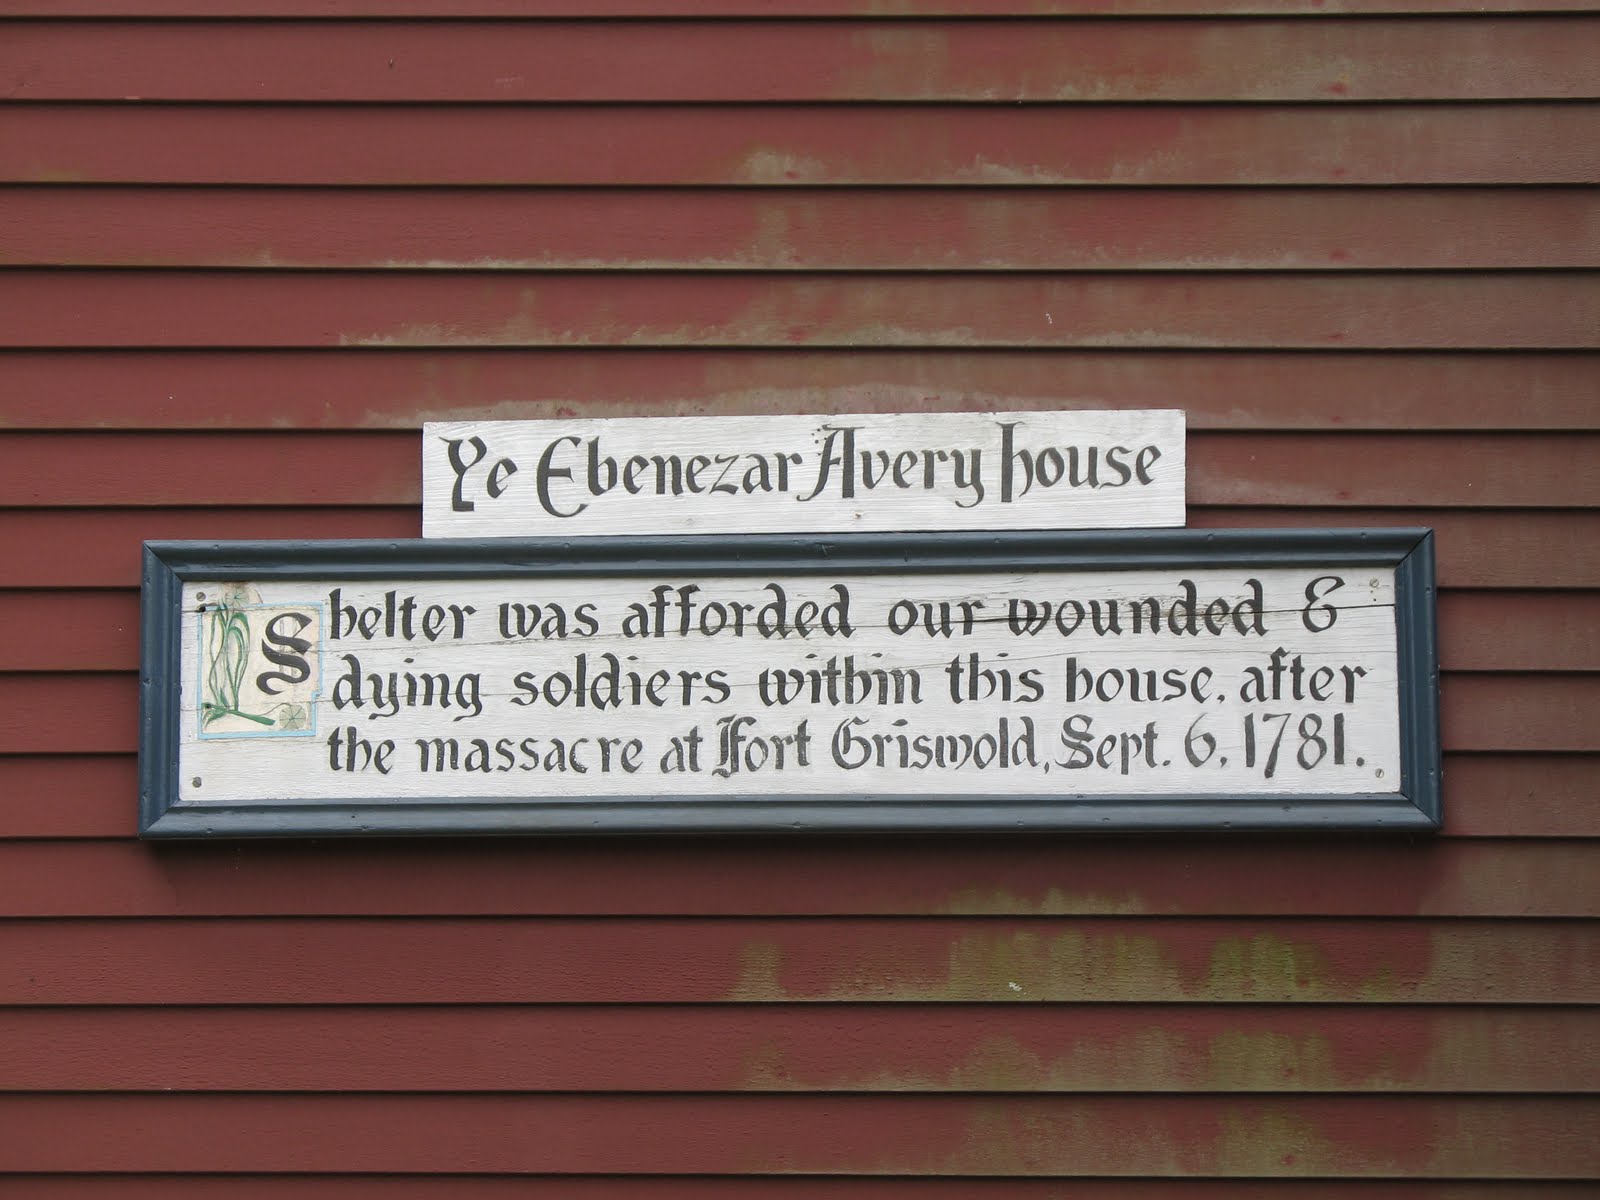 Ye Ebenezar Avery house
Shelter was afforded our wounded &
dying soldiers within this house, after
the massacre at Fort Griswold, Sept. 6, 1781.